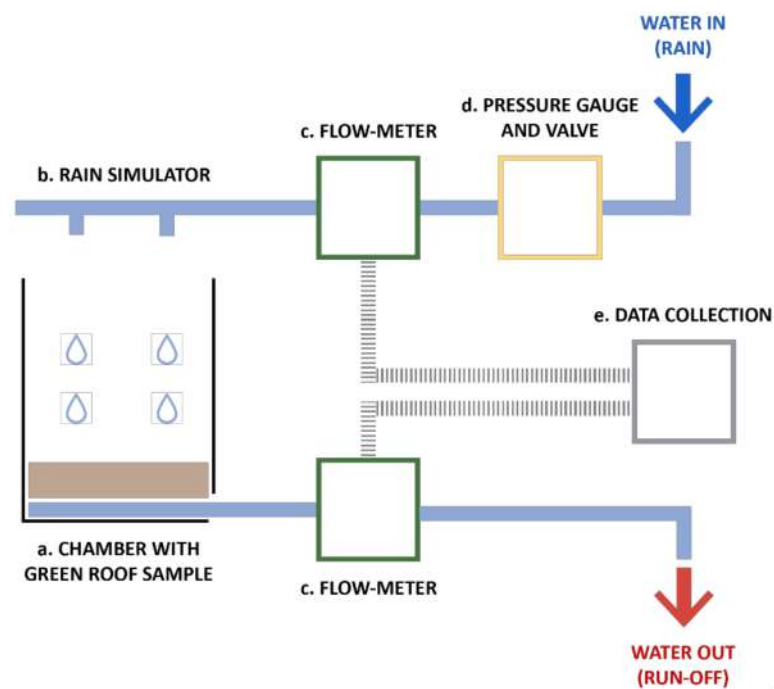 WATER IN
(RAIN)
d. PRESSURE GAUGE
AND VALVE
c. FLOW-METER
b. RAIN SIMULATOR
e. DATA COLLECTION
a. CHAMBER WITH
GREEN ROOF SAMPLE
c. FLOW-METER
WATER OUT
(RUN-OFF)